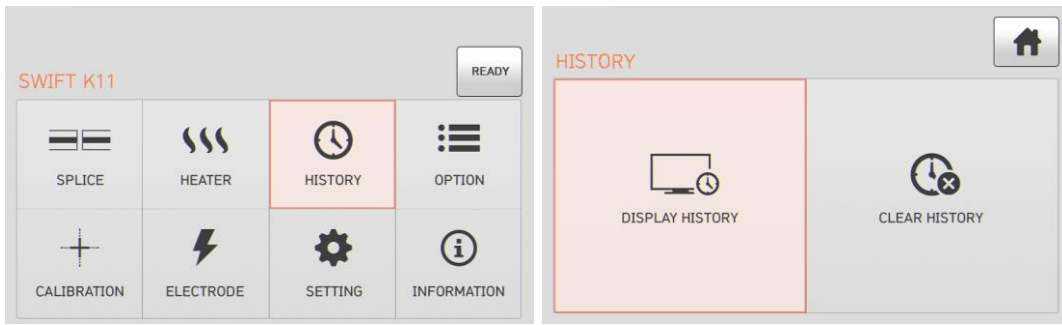 SWIFT K11
READY
SPLICE
HEATER
HISTORY
OPTION
CALIBRATION
ELECTRODE
SETTING
INFORMATION
HISTORY
DISPLAY HISTORY
CLEAR HISTORY